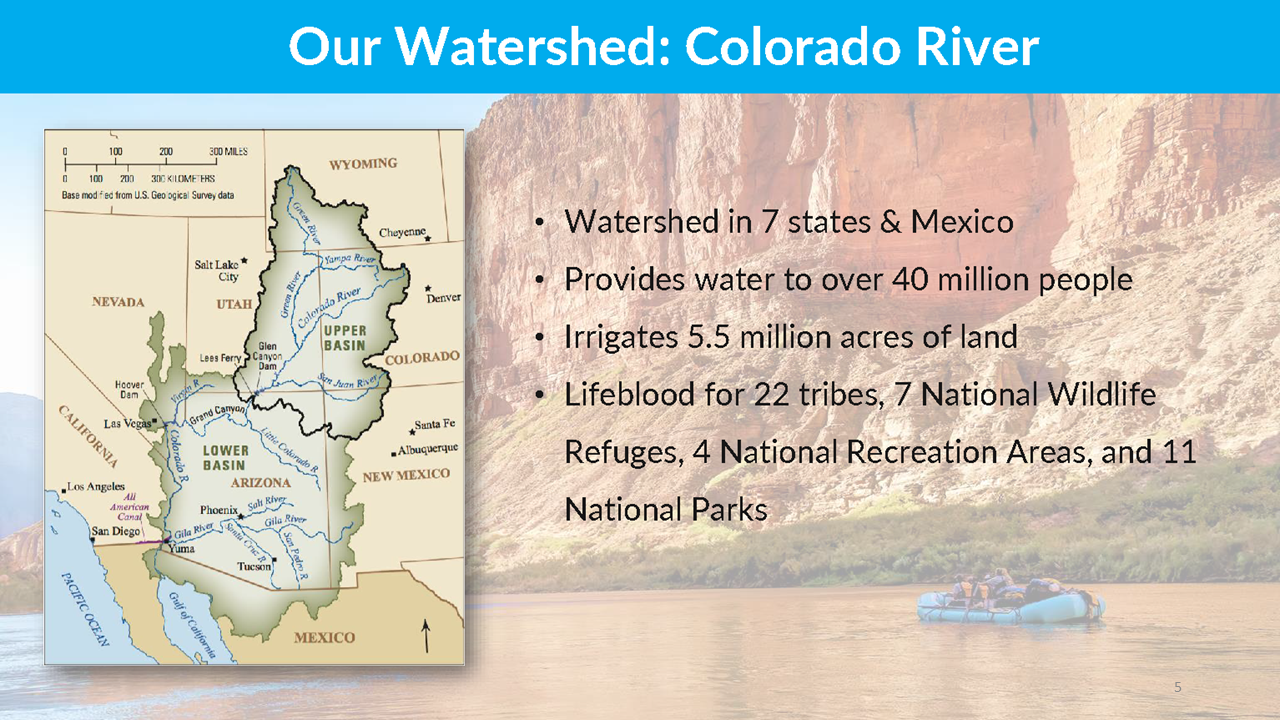 Our Watershed: Colorado River
0 100 200 300 MILES
0 100 200 300 KILOMETERS
Base modified from U.S. Geological Survey data
WYOMING
Green River
Cheyenne
Yampa River
Salt Lake
City
Denver
NEVADA
UTAH
Green River
Colorado River
UPPER
BASIN
Glen
Canyon
Dam
Lees Ferry
COLORADO
San Juan River
Hoover
Dam
Virgin R.
Grand Canyon
Las Vegas
CALIFORNIA
Colorado R.
Little Colorado R.
Santa Fe
Albuquerque
LOWER
BASIN
NEW MEXICO
ARIZONA
Los Angeles
All
American
Canal
Phoenix
Salt River
San Diego
Gila River
Gila River
Yuma
Santa Cruz R.
San Pedro R.
Tucson
PACIFIC OCEAN
Gulf of California
MEXICO
• Watershed in 7 states & Mexico
• Provides water to over 40 million people
• Irrigates 5.5 million acres of land
• Lifeblood for 22 tribes, 7 National Wildlife
Refuges, 4 National Recreation Areas, and 11
National Parks
5